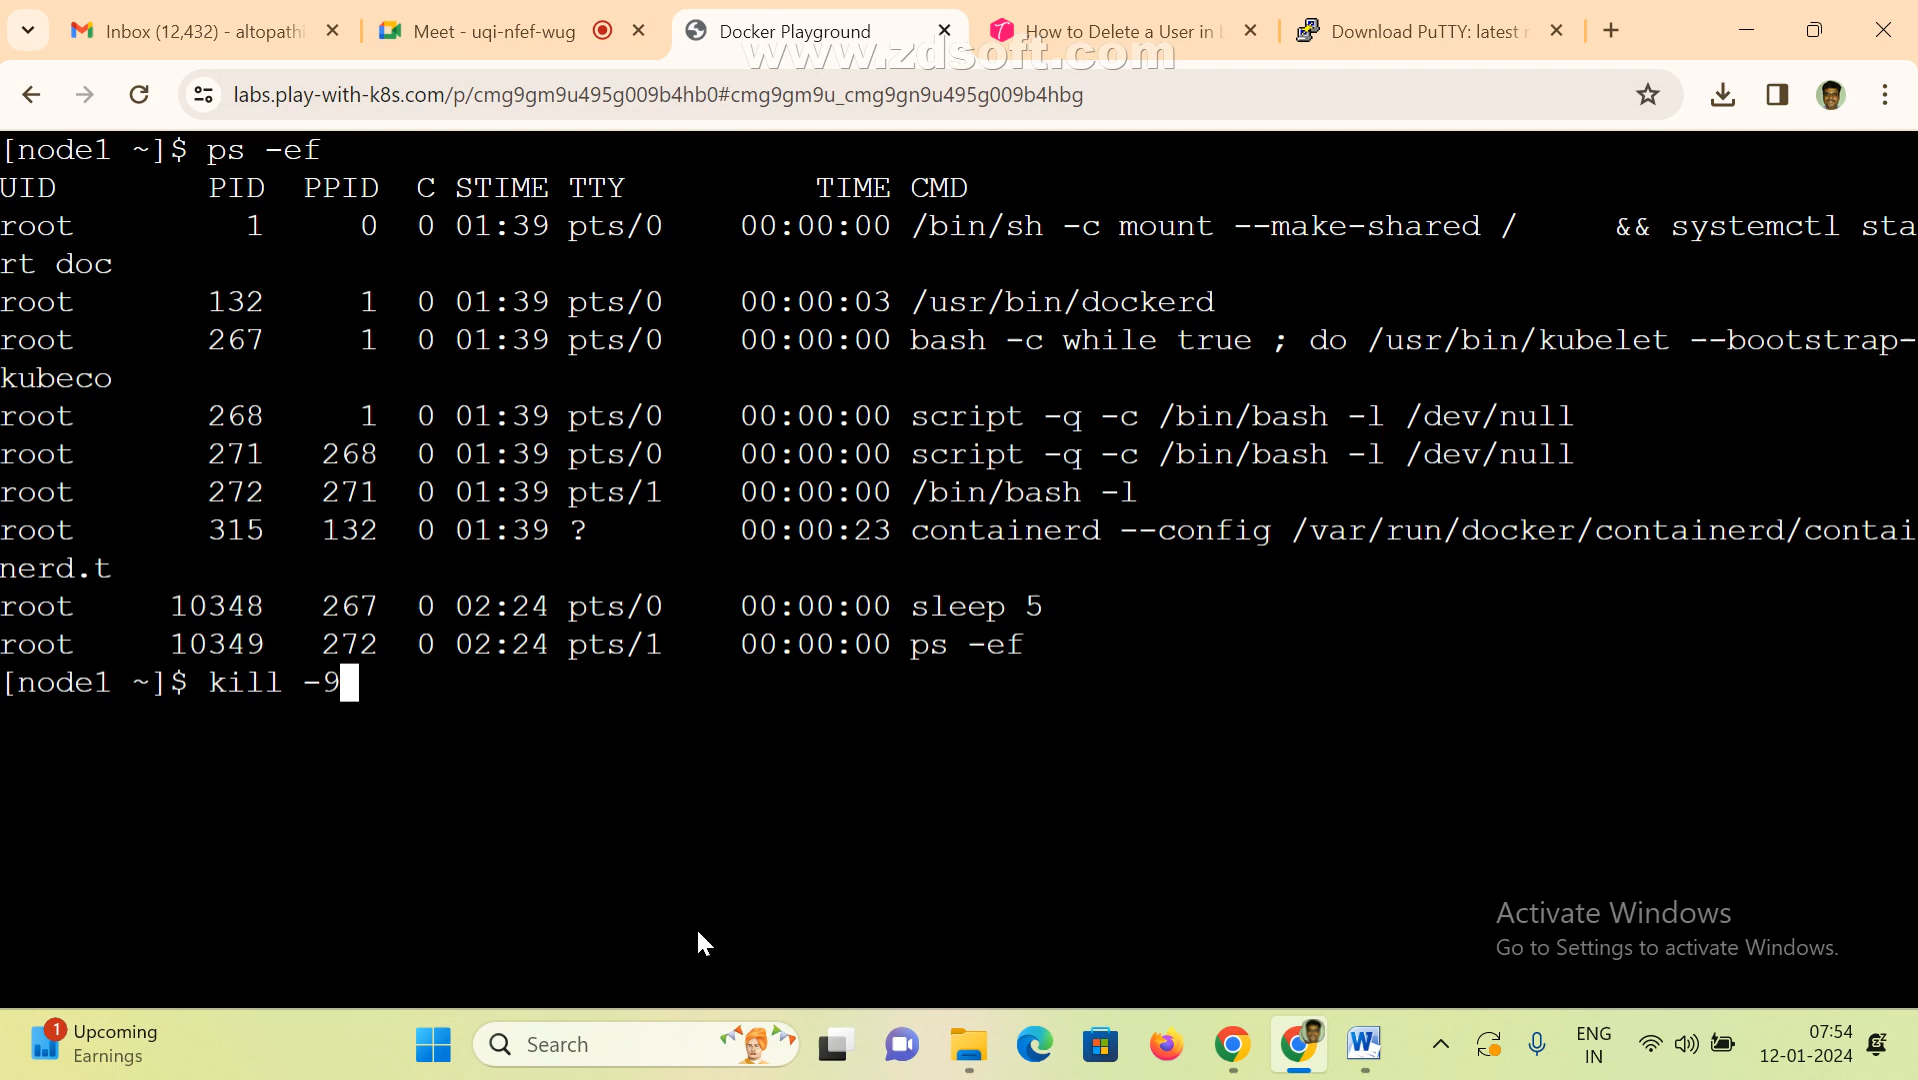 Inbox (12,432) - altopathi
Meet - uqi-nfef-wug
Docker Playground
How to Delete a User in L
Download PuTTY: latest r
www.zdsoft.com
labs.play-with-k8s.com/p/cmg9gm9u495g009b4hb0#cmg9gm9u_cmg9gn9u495g009b4hbg
[node1 ~]$ ps -ef
UID PID PPID C STIME TTY TIME CMD
root 1 0 0 01:39 pts/0 00:00:00 /bin/sh -c mount --make-shared / && systemctl sta
rt doc
root 132 1 0 01:39 pts/0 00:00:03 /usr/bin/dockerd
root 267 1 0 01:39 pts/0 00:00:00 bash -c while true ; do /usr/bin/kubelet --bootstrap-
kubeco
root 268 1 0 01:39 pts/0 00:00:00 script -q -c /bin/bash -l /dev/null
root 271 268 0 01:39 pts/0 00:00:00 script -q -c /bin/bash -l /dev/null
root 272 271 0 01:39 pts/1 00:00:00 /bin/bash -l
root 315 132 0 01:39 ? 00:00:23 containerd --config /var/run/docker/containerd/contai
nerd.t
root 10348 267 0 02:24 pts/0 00:00:00 sleep 5
root 10349 272 0 02:24 pts/1 00:00:00 ps -ef
[node1 ~]$ kill -9
Activate Windows
Go to Settings to activate Windows.
1
Upcoming
Earnings
Search
W
ENG
IN
07:54
12-01-2024